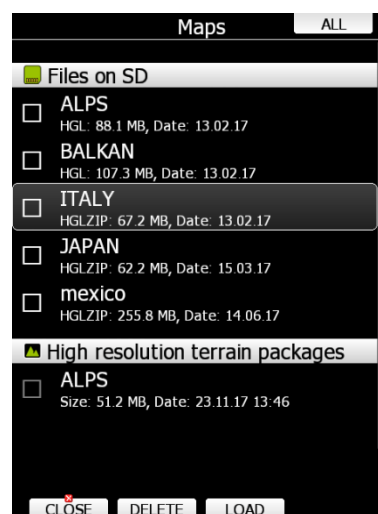 Maps
ALL
Files on SD
ALPS
HGL: 88.1 MB, Date: 13.02.17
BALKAN
HGL: 107.3 MB, Date: 13.02.17
ITALY
HGLZIP: 67.2 MB, Date: 13.02.17
JAPAN
HGLZIP: 62.2 MB, Date: 15.03.17
mexico
HGLZIP: 255.8 MB, Date: 14.06.17
High resolution terrain packages
ALPS
Size: 51.2 MB, Date: 23.11.17 13:46
CLOSE DELETE LOAD